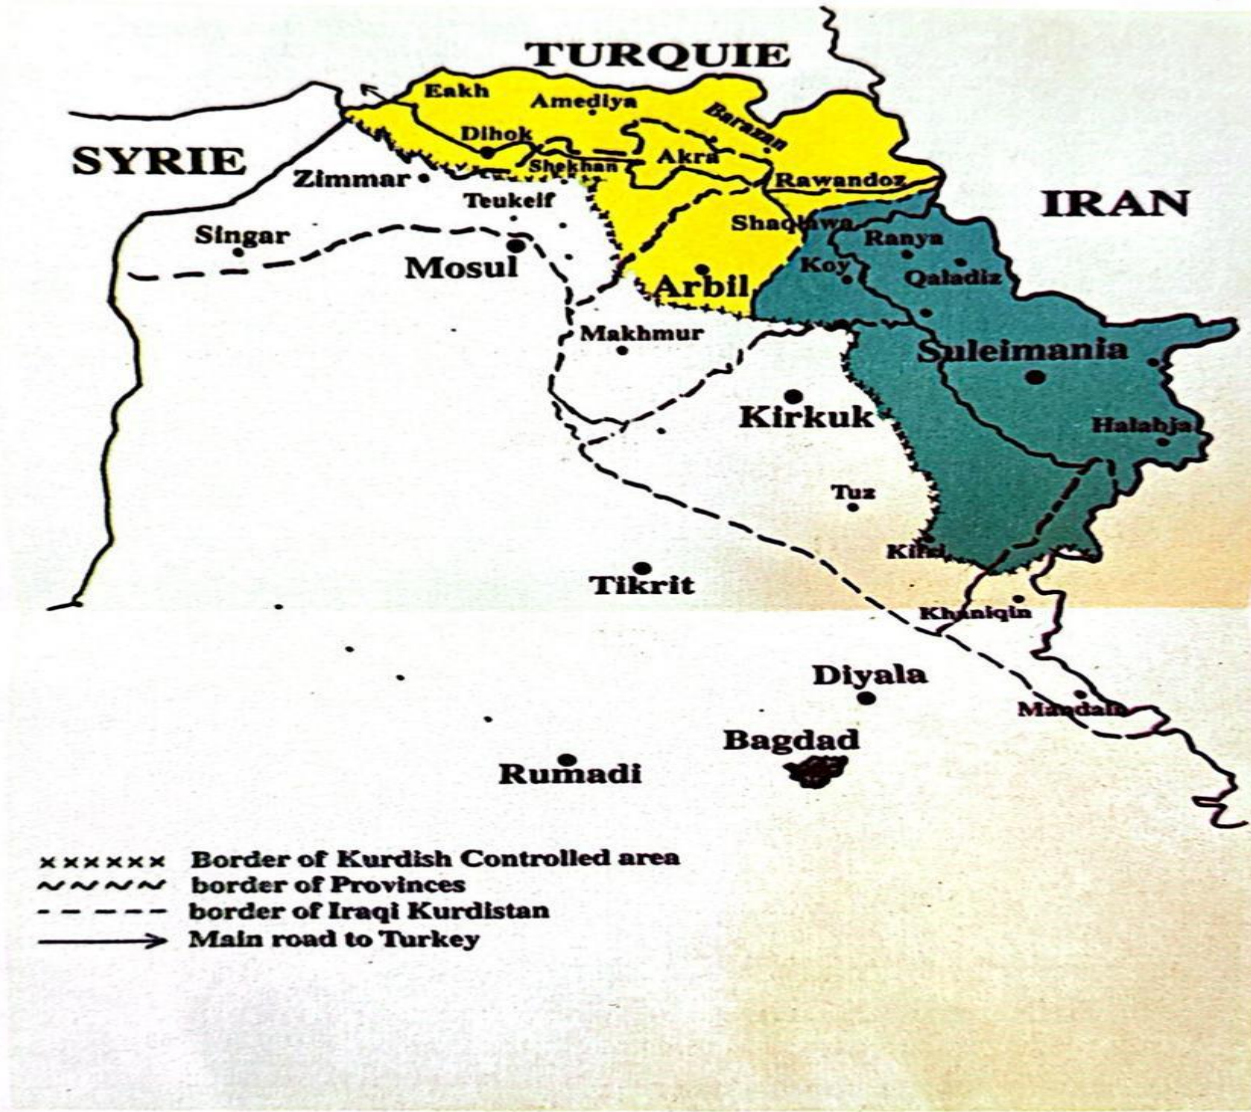 TURQUIE
Eakh
Amediya
Barazan
Dihok
SYRIE
Shekhan
Akra
Zimmar
Rawandoz
IRAN
Teukeif
Shaqlawa
Singar
Ranya
Mosul
Koy
Qaladiz
Arbil
Makhmur
Suleimania
Kirkuk
Halabja
Tuz
Kifri
Tikrit
Khaniqin
Diyala
Mandali
Bagdad
Rumadi
Border of Kurdish Controlled area
border of Provinces
border of Iraqi Kurdistan
Main road to Turkey